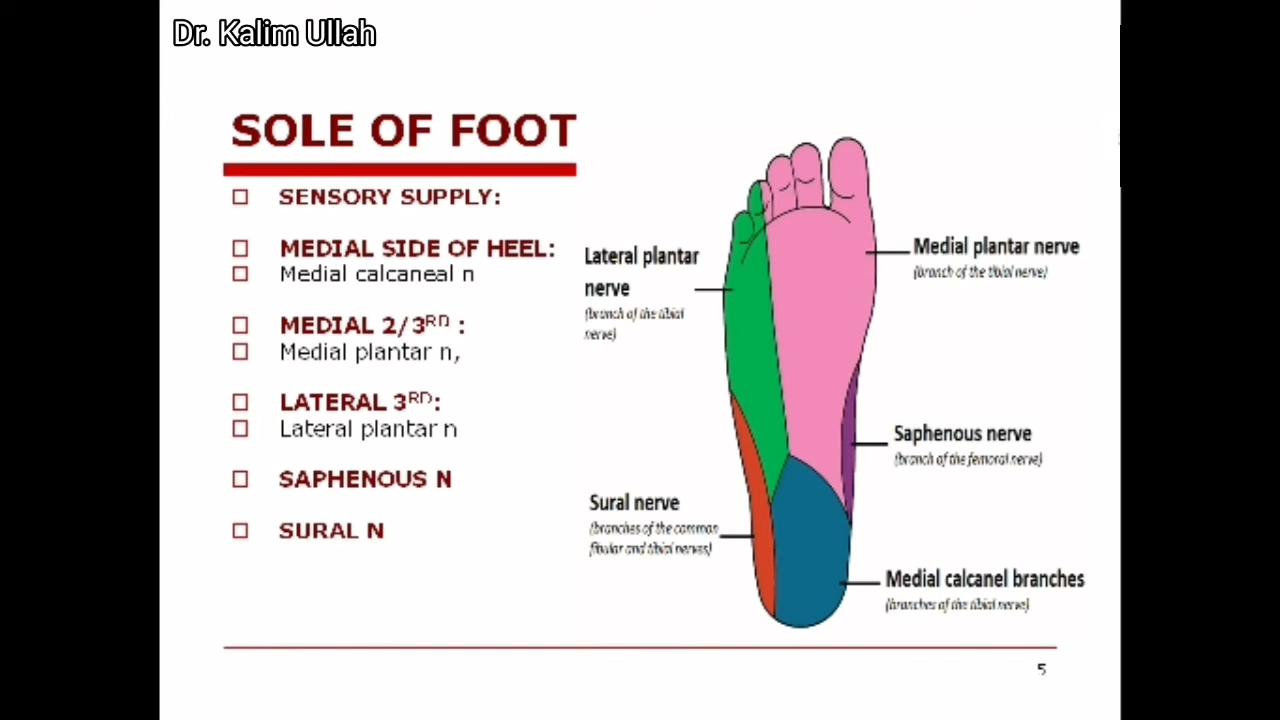 Dr. Kalim Ullah
SOLE OF FOOT
SENSORY SUPPLY:
MEDIAL SIDE OF HEEL:
Medial calcaneal n
MEDIAL 2/3RD :
Medial plantar n,
LATERAL 3RD:
Lateral plantar n
SAPHENOUS N
SURAL N
Lateral plantar
nerve
(branch of the tibial
nerve)
Sural nerve
(branches of the common
fibular and tibial nerves)
Medial plantar nerve
(branch of the tibial nerve)
Saphenous nerve
(branch of the femoral nerve)
Medial calcanel branches
(branches of the tibial nerve)
5